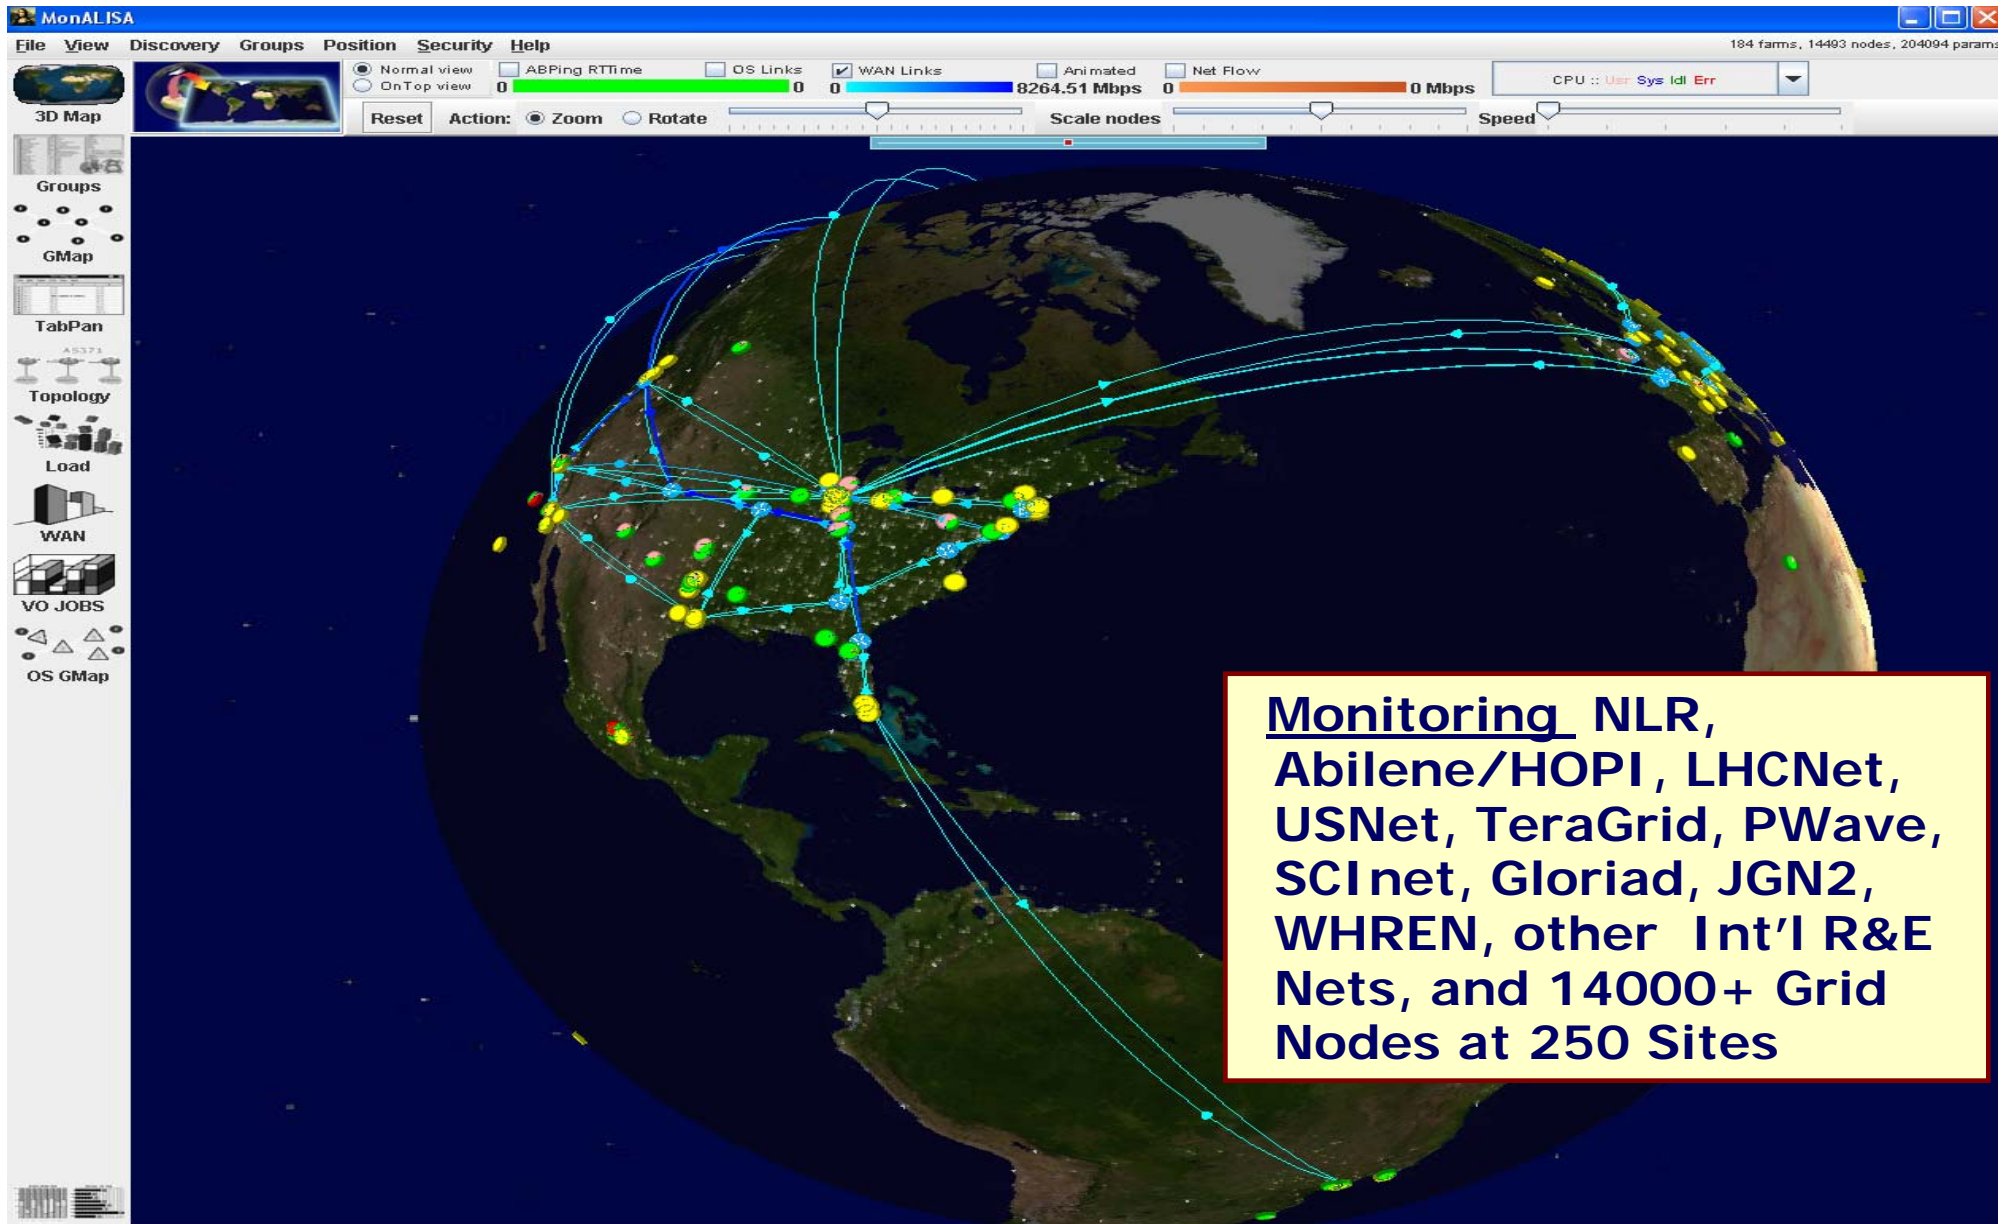 MonALISA
File View Discovery Groups Position Security Help
184 farms, 14493 nodes, 204094 params
Normal view
OnTop view
ABPing RTTime
OS Links
0 0
WAN Links
Animated
0 8264.51 Mbps
Net Flow
0 0 Mbps
CPU :: Usr Sys Idl Err
Reset Action: Zoom Rotate Scale nodes Speed
3D Map
Groups
GMap
TabPan
AS371
Topology
Load
WAN
VO JOBS
OS GMap
Monitoring NLR,
Abilene/HOPI, LHCNet,
USNet, TeraGrid, PWave,
SCInet, Gloriad, JGN2,
WHREN, other Int'l R&E
Nets, and 14000+ Grid
Nodes at 250 Sites